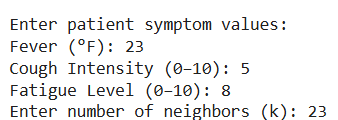 Enter patient symptom values:
Fever (°F): 23
Cough Intensity (0–10): 5
Fatigue Level (0–10): 8
Enter number of neighbors (k): 23